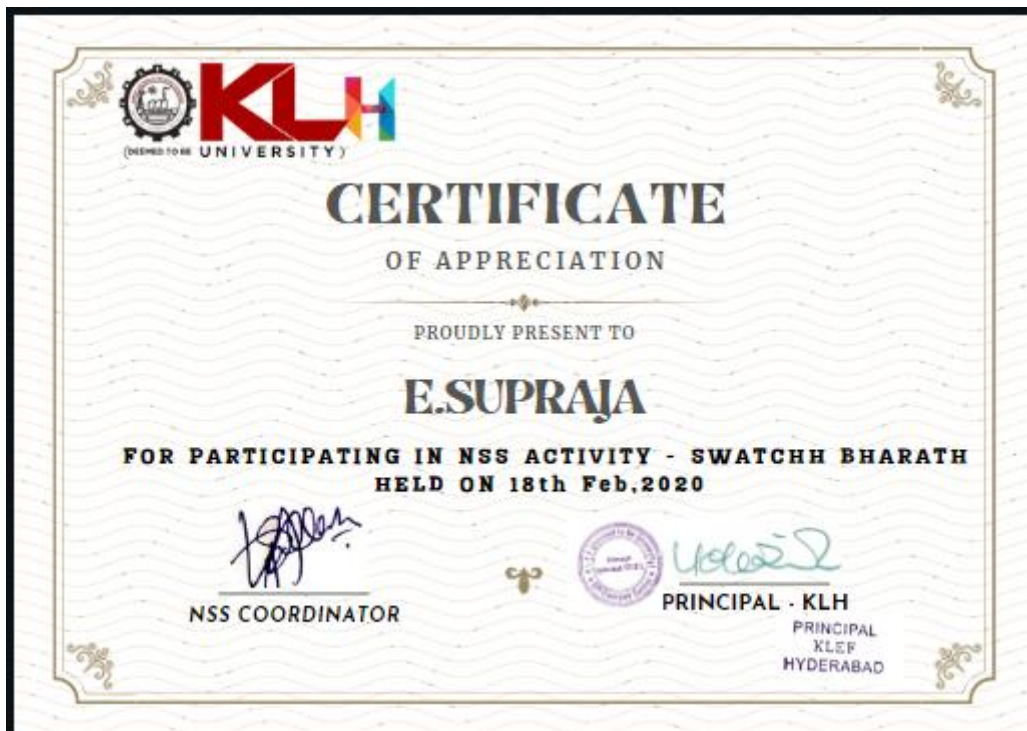 KLH
(DEEMED TO BE UNIVERSITY)
CERTIFICATE
OF APPRECIATION
PROUDLY PRESENT TO
E.SUPRAJA
FOR PARTICIPATING IN NSS ACTIVITY - SWATCHH BHARATH
HELD ON 18th Feb,2020
NSS COORDINATOR
PRINCIPAL - KLH
PRINCIPAL
KLEF
HYDERABAD